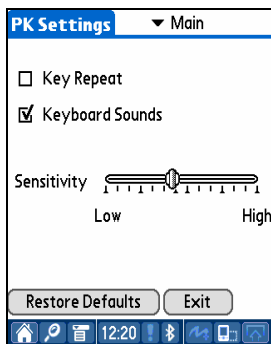 PK Settings Main
Key Repeat
Keyboard Sounds
Sensitivity
Low High
Restore Defaults Exit
12:20